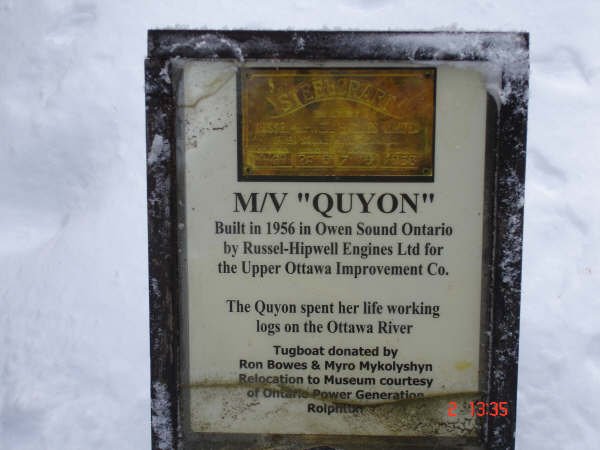 STEELCRAFT
M/V "QUYON"
Built in 1956 in Owen Sound Ontario
by Russel-Hipwell Engines Ltd for
the Upper Ottawa Improvement Co.
The Quyon spent her life working
logs on the Ottawa River
Tugboat donated by
Ron Bowes & Myro Mykolyshyn
Relocation to Museum courtesy
of Ontario Power Generation
Rolphton
2 13:35